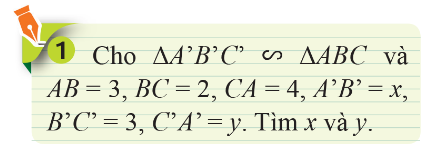 1 Cho ΔA’B’C’ ∽ ΔABC và
AB = 3, BC = 2, CA = 4, A’B’ = x,
B’C’ = 3, C’A’ = y. Tìm x và y.